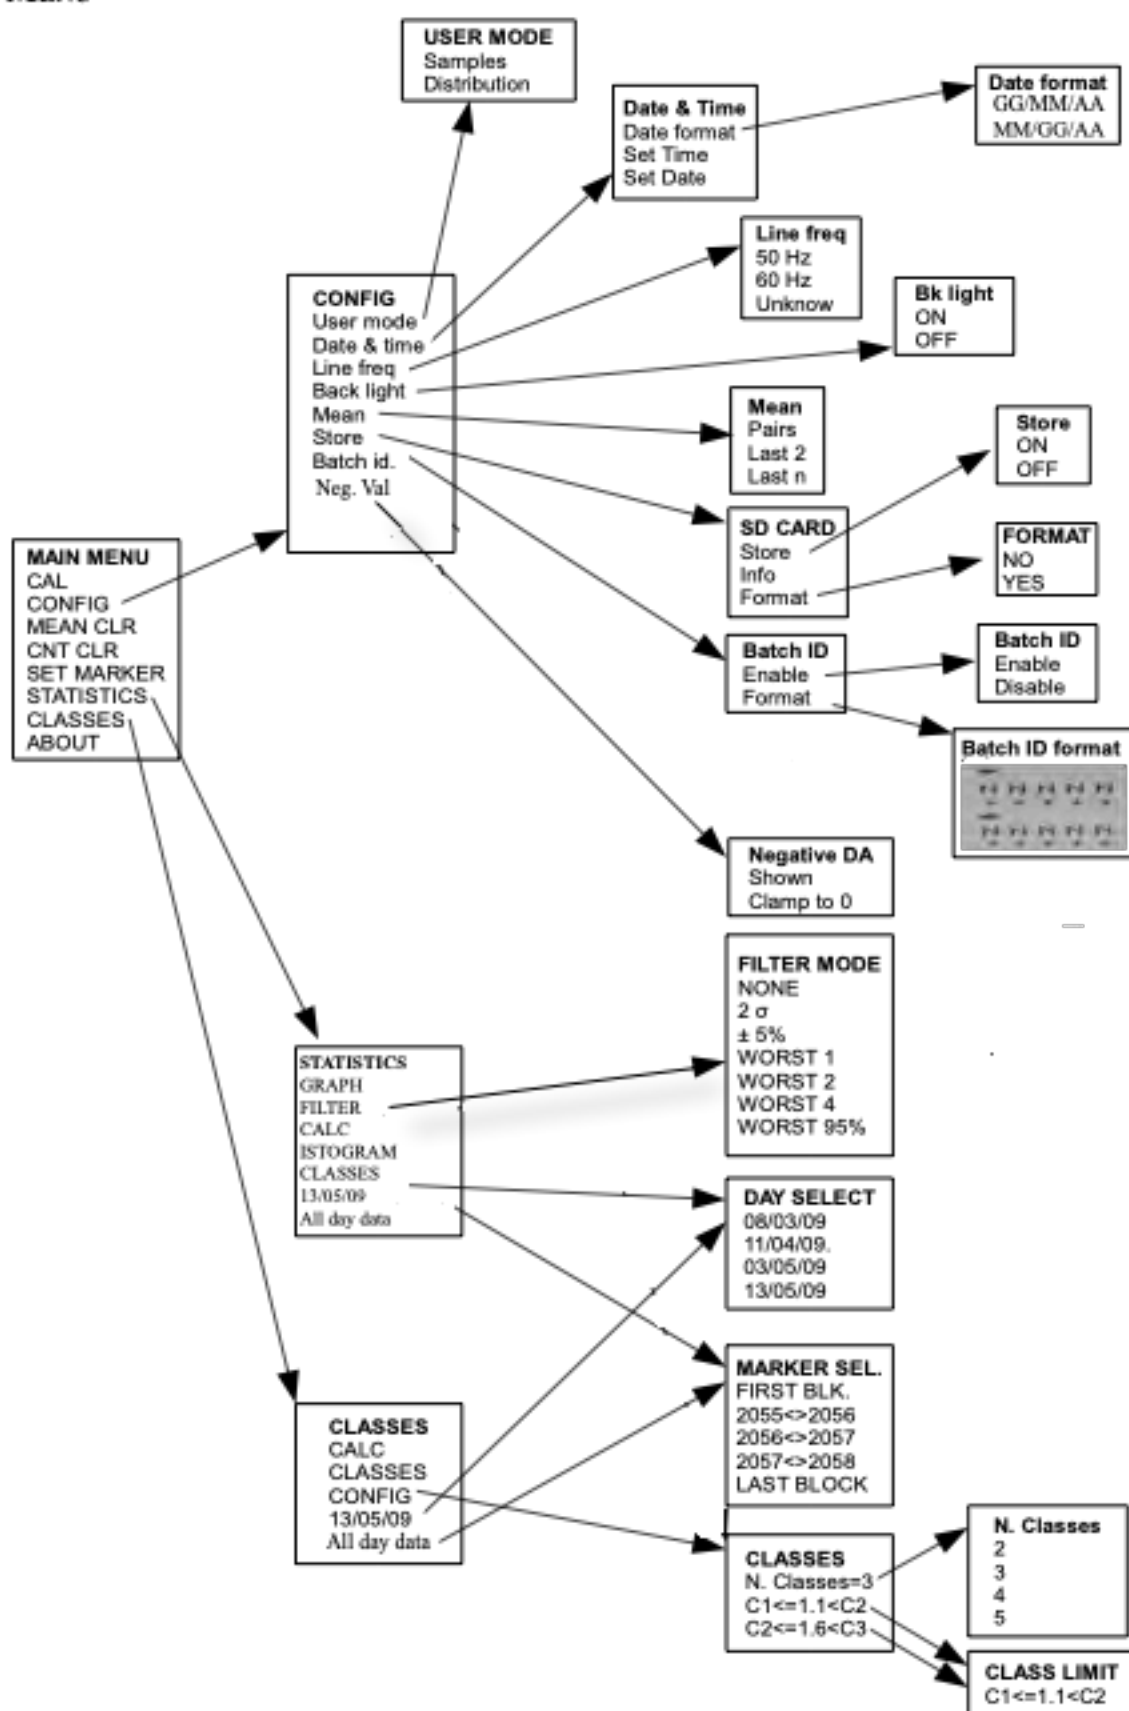 USER MODE
Samples
Distribution
Date & Time
Date format
Set Time
Set Date
Date format
GG/MM/AA
MM/GG/AA
Line freq
50 Hz
60 Hz
Unknow
Bk light
ON
OFF
CONFIG
User mode
Date & time
Line freq
Back light
Mean
Store
Batch id.
Neg. Val
Mean
Pairs
Last 2
Last n
Store
ON
OFF
SD CARD
Store
Info
Format
FORMAT
NO
YES
MAIN MENU
CAL
CONFIG
MEAN CLR
CNT CLR
SET MARKER
STATISTICS
CLASSES
ABOUT
Batch ID
Enable
Format
Batch ID
Enable
Disable
Batch ID format
Negative DA
Shown
Clamp to 0
FILTER MODE
NONE
2 σ
± 5%
WORST 1
WORST 2
WORST 4
WORST 95%
STATISTICS
GRAPH
FILTER
CALC
ISTOGRAM
CLASSES
13/05/09
All day data
DAY SELECT
08/03/09
11/04/09.
03/05/09
13/05/09
MARKER SEL.
FIRST BLK.
2055<>2056
2056<>2057
2057<>2058
LAST BLOCK
CLASSES
CALC
CLASSES
CONFIG
13/05/09
All day data
CLASSES
N. Classes=3
C1<=1.1<C2
C2<=1.6<C3
N. Classes
2
3
4
5
CLASS LIMIT
C1<=1.1<C2